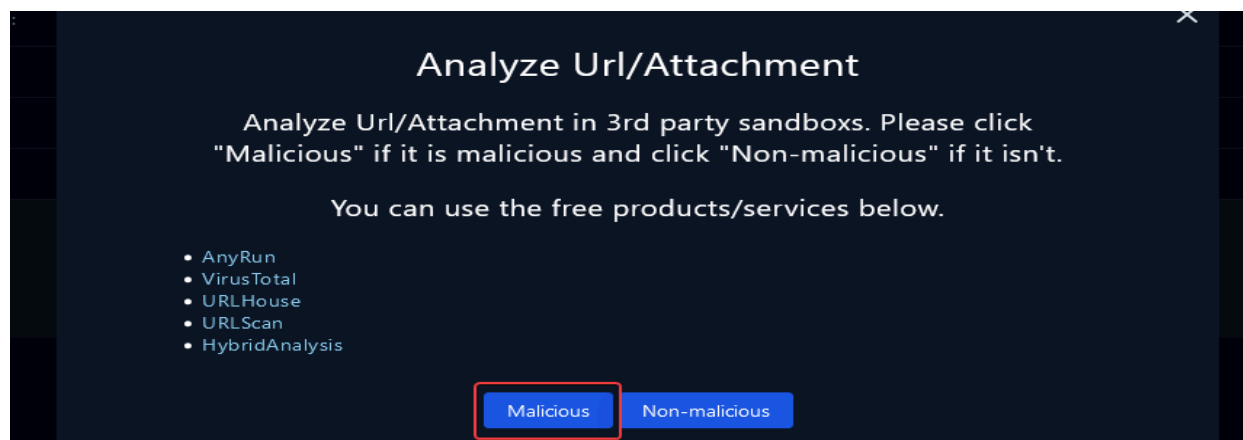 Analyze Url/Attachment
Analyze Url/Attachment in 3rd party sandboxs. Please click
"Malicious" if it is malicious and click "Non-malicious" if it isn't.
You can use the free products/services below.
• AnyRun
• VirusTotal
• URLHouse
• URLScan
• HybridAnalysis
Malicious Non-malicious